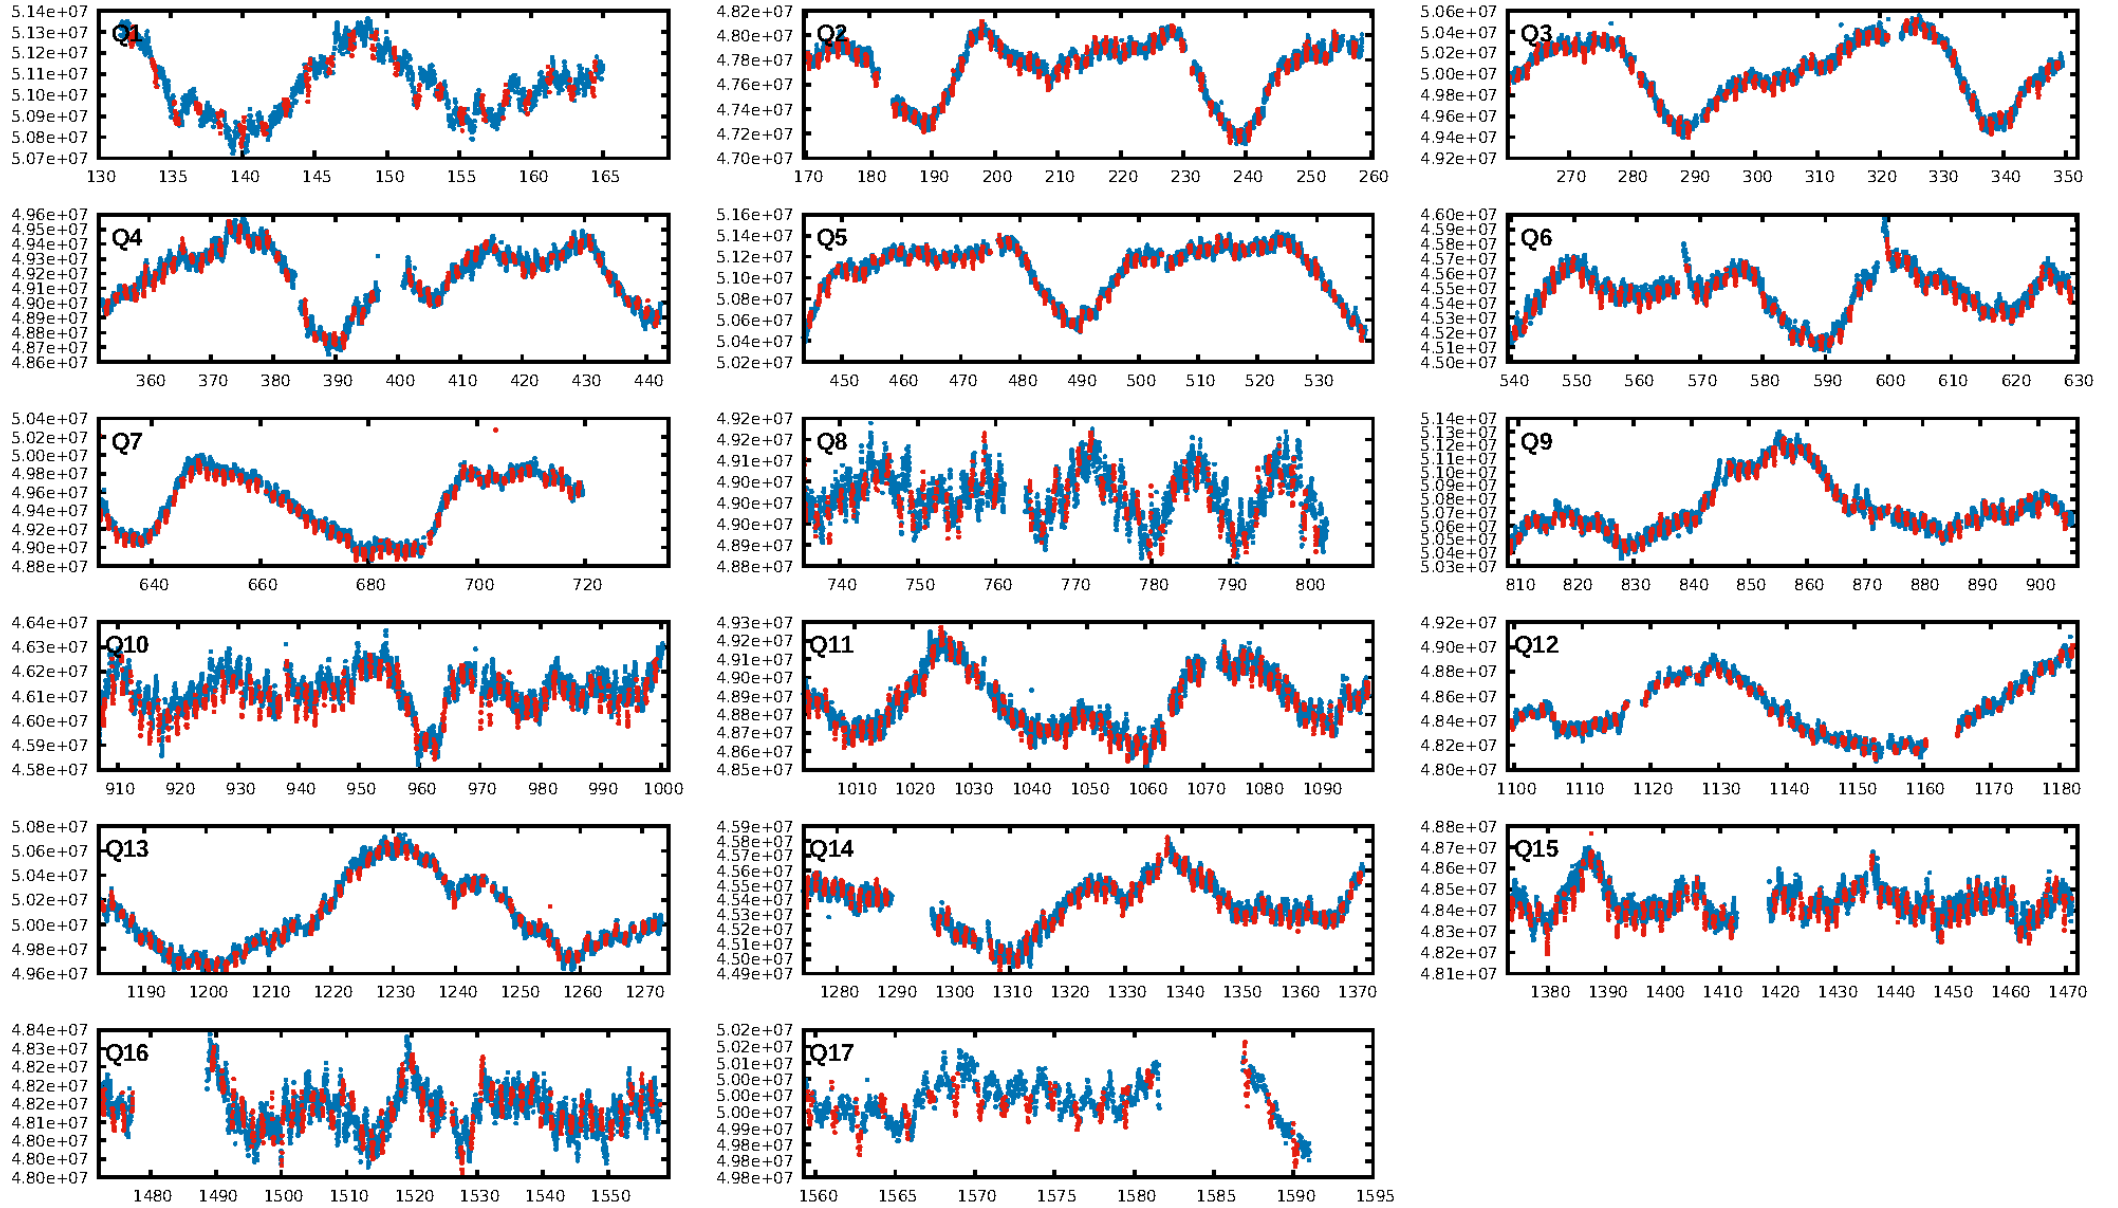 5.14e+07
5.13e+07
5.12e+07
5.11e+07
5.10e+07
5.09e+07
5.08e+07
5.07e+07
Q1
130 135 140 145 150 155 160 165
4.82e+07
4.80e+07
4.78e+07
4.76e+07
4.74e+07
4.72e+07
4.70e+07
Q2
170 180 190 200 210 220 230 240 250 260
5.06e+07
5.04e+07
5.02e+07
5.00e+07
4.98e+07
4.96e+07
4.94e+07
4.92e+07
Q3
270 280 290 300 310 320 330 340 350
4.96e+07
4.95e+07
4.94e+07
4.93e+07
4.92e+07
4.91e+07
4.90e+07
4.89e+07
4.88e+07
4.87e+07
4.86e+07
Q4
360 370 380 390 400 410 420 430 440
5.16e+07
5.14e+07
5.12e+07
5.10e+07
5.08e+07
5.06e+07
5.04e+07
5.02e+07
Q5
450 460 470 480 490 500 510 520 530
4.60e+07
4.59e+07
4.58e+07
4.57e+07
4.56e+07
4.55e+07
4.54e+07
4.53e+07
4.52e+07
4.51e+07
4.50e+07
Q6
540 550 560 570 580 590 600 610 620 630
5.04e+07
5.02e+07
5.00e+07
4.98e+07
4.96e+07
4.94e+07
4.92e+07
4.90e+07
4.88e+07
Q7
640 660 680 700 720
4.92e+07
4.92e+07
4.91e+07
4.90e+07
4.90e+07
4.90e+07
4.89e+07
4.88e+07
Q8
740 750 760 770 780 790 800
5.14e+07
5.13e+07
5.12e+07
5.11e+07
5.10e+07
5.09e+07
5.08e+07
5.07e+07
5.06e+07
5.05e+07
5.04e+07
5.03e+07
Q9
810 820 830 840 850 860 870 880 890 900
4.64e+07
4.63e+07
4.62e+07
4.61e+07
4.60e+07
4.59e+07
4.58e+07
Q10
910 920 930 940 950 960 970 980 990 1000
4.93e+07
4.92e+07
4.91e+07
4.90e+07
4.89e+07
4.88e+07
4.87e+07
4.86e+07
4.85e+07
Q11
1010 1020 1030 1040 1050 1060 1070 1080 1090
4.92e+07
4.90e+07
4.88e+07
4.86e+07
4.84e+07
4.82e+07
4.80e+07
Q12
1100 1110 1120 1130 1140 1150 1160 1170 1180
5.08e+07
5.06e+07
5.04e+07
5.02e+07
5.00e+07
4.98e+07
4.96e+07
Q13
1190 1200 1210 1220 1230 1240 1250 1260 1270
4.59e+07
4.58e+07
4.57e+07
4.56e+07
4.55e+07
4.54e+07
4.53e+07
4.52e+07
4.51e+07
4.50e+07
4.49e+07
Q14
1280 1290 1300 1310 1320 1330 1340 1350 1360 1370
4.88e+07
4.87e+07
4.86e+07
4.85e+07
4.84e+07
4.83e+07
4.82e+07
4.81e+07
Q15
1380 1390 1400 1410 1420 1430 1440 1450 1460 1470
4.84e+07
4.83e+07
4.83e+07
4.82e+07
4.82e+07
4.81e+07
4.80e+07
4.80e+07
4.80e+07
Q16
1480 1490 1500 1510 1520 1530 1540 1550
5.02e+07
5.02e+07
5.01e+07
5.00e+07
5.00e+07
5.00e+07
4.99e+07
4.98e+07
4.98e+07
4.98e+07
Q17
1560 1565 1570 1575 1580 1585 1590 1595